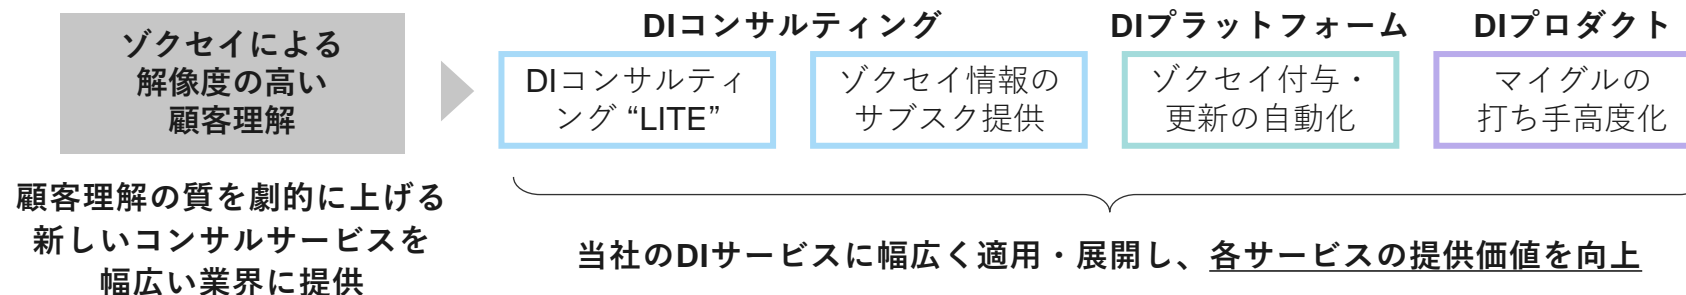 ゾクセイによる
解像度の高い
顧客理解
顧客理解の質を劇的に上げる
新しいコンサルサービスを
幅広い業界に提供
DIコンサルティング
DIコンサルティ
ング “LITE”
ゾクセイ情報の
サブスク提供
DIプラットフォーム
ゾクセイ付与・
更新の自動化
DIプロダクト
マイグルの
打ち手高度化
当社のDIサービスに幅広く適用・展開し、各サービスの提供価値を向上